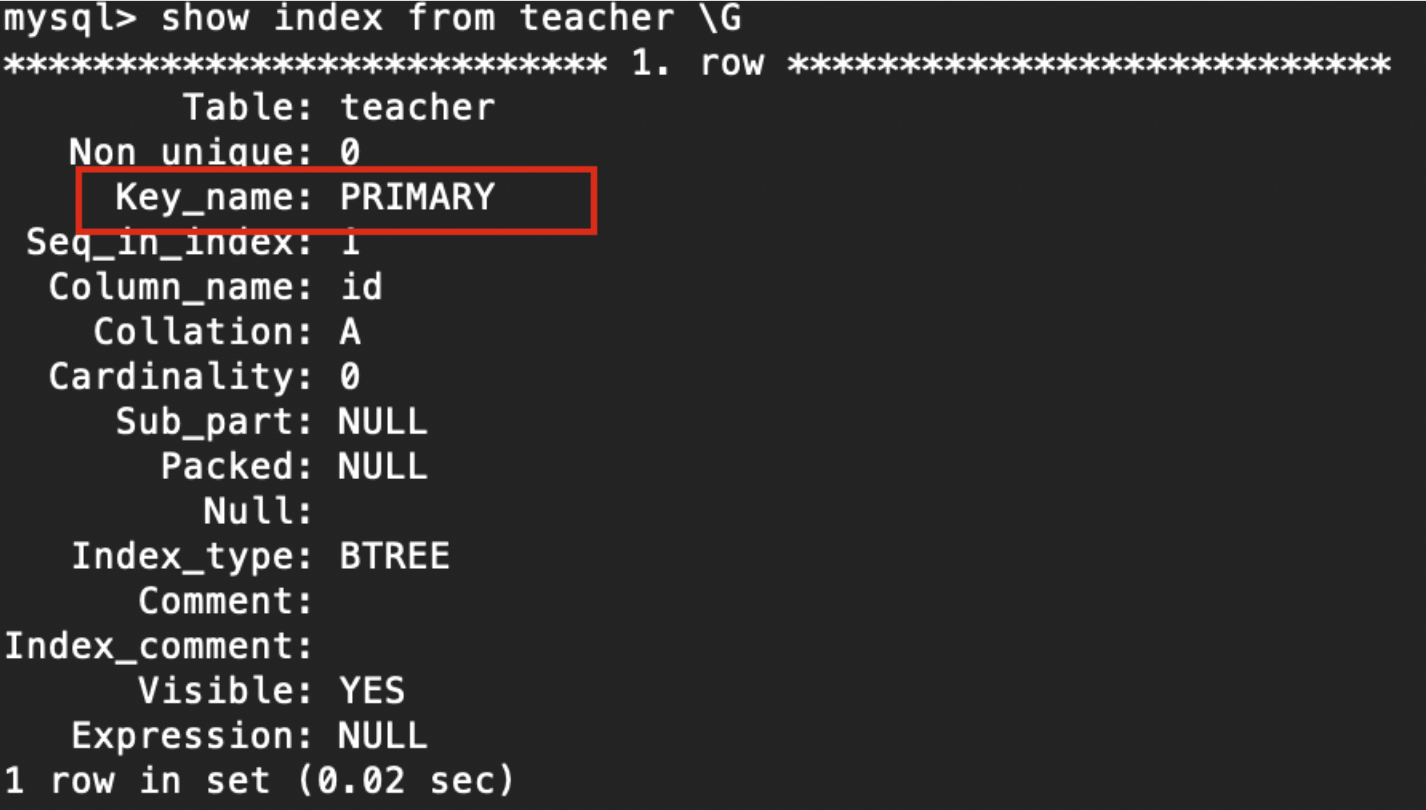 mysql> show index from teacher \G
*************************** 1. row ***************************
Table: teacher
Non_unique: 0
Key_name: PRIMARY
Seq_in_index: 1
Column_name: id
Collation: A
Cardinality: 0
Sub_part: NULL
Packed: NULL
Null:
Index_type: BTREE
Comment:
Index_comment:
Visible: YES
Expression: NULL
1 row in set (0.02 sec)